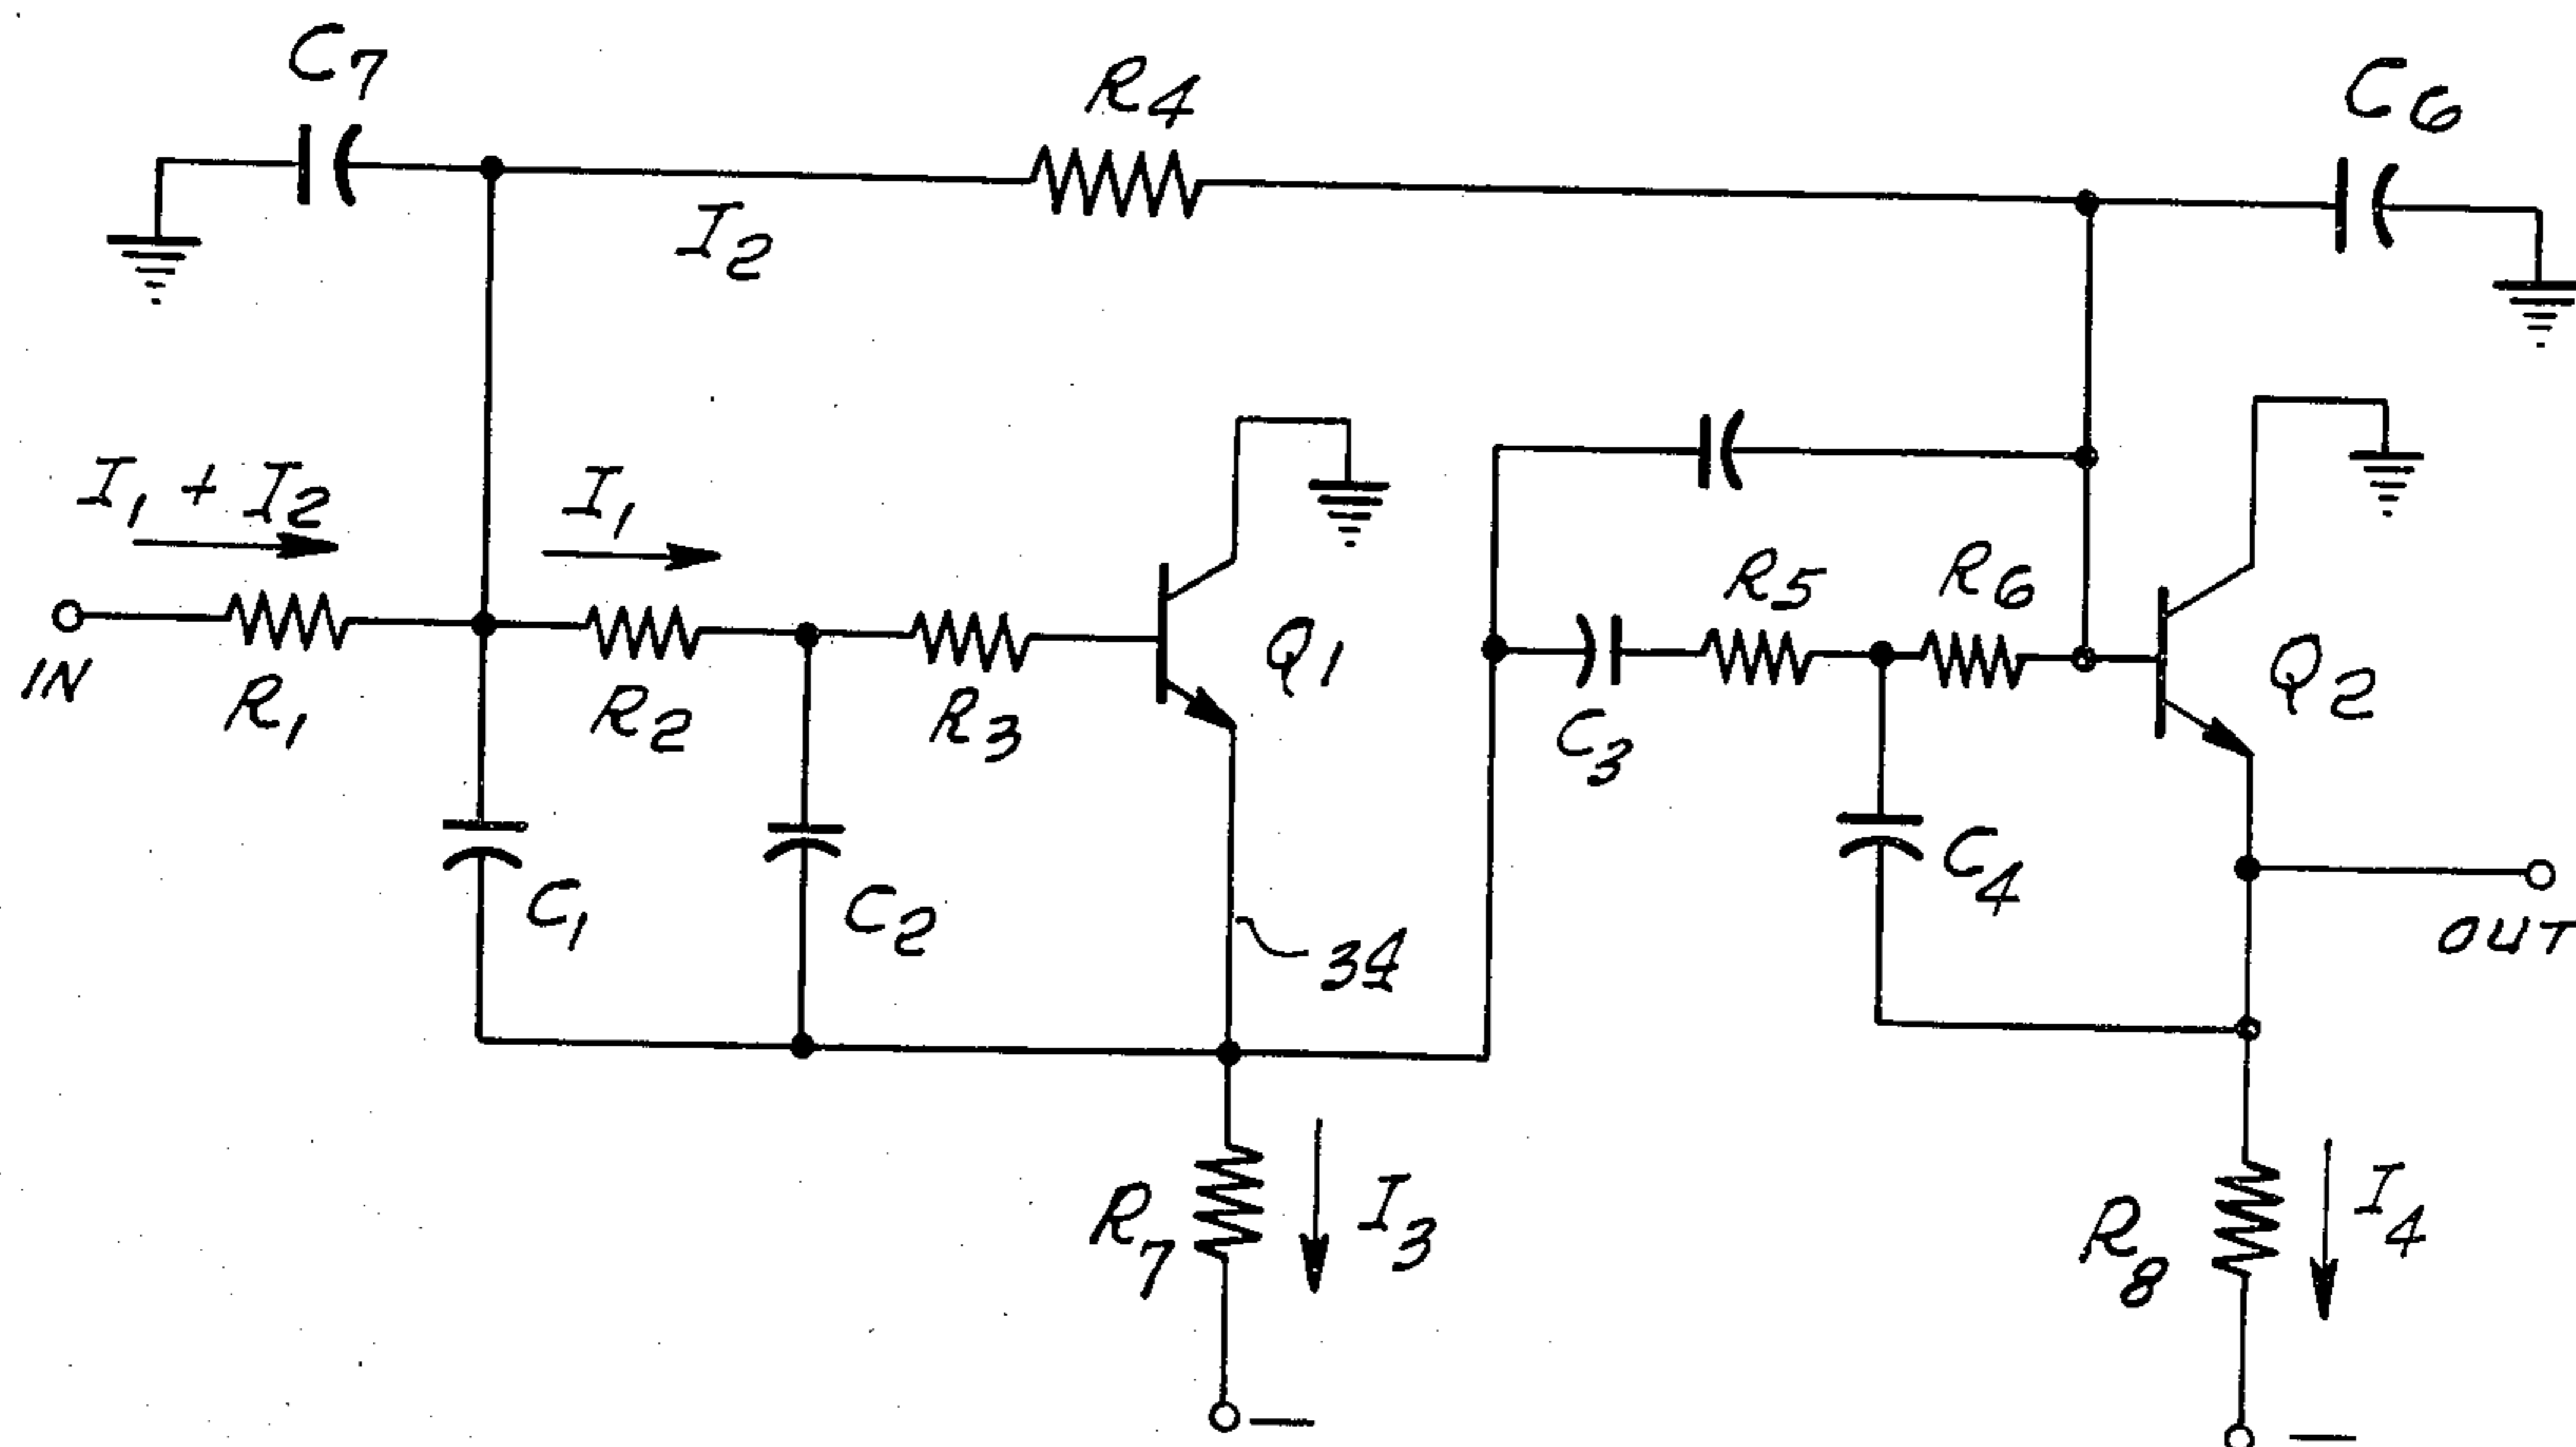 C7
R4
C6
I2
I1 + I2
I1
R5
R6
Q1
Q2
IN
R1
R2
R3
C3
C1
C2
C4
34
OUT
R7
I3
R8
I4
−
−